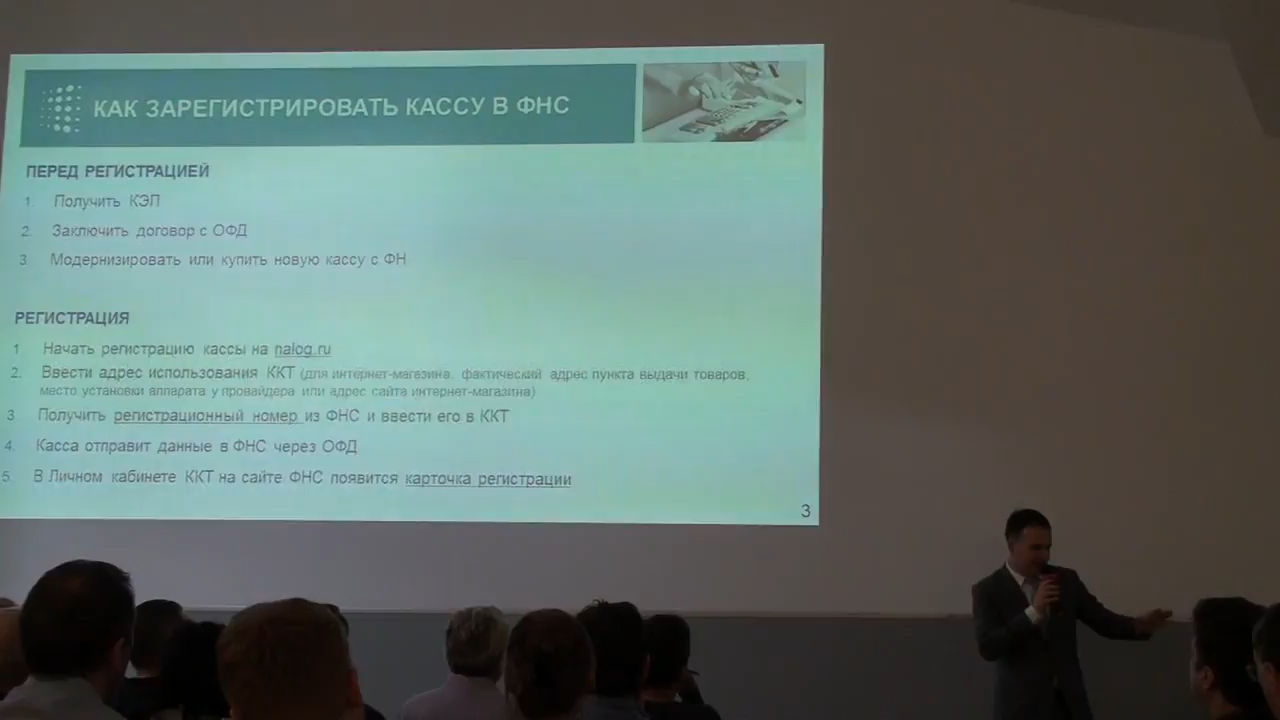 КАК ЗАРЕГИСТРИРОВАТЬ КАССУ В ФНС
ПЕРЕД РЕГИСТРАЦИЕЙ
1. Получить КЭП
2. Заключить договор с ОФД
3 Модернизировать или купить новую кассу с ФН
РЕГИСТРАЦИЯ
1 Начать регистрацию кассы на nalog.ru
2. Ввести адрес использования ККТ (для интернет-магазина, фактический адрес пункта выдачи товаров,
место установки аппарата у провайдера или адрес сайта интернет-магазина)
3. Получить регистрационный номер из ФНС и ввести его в ККТ
4. Касса отправит данные в ФНС через ОФД
5. В Личном кабинете ККТ на сайте ФНС появится карточка регистрации
3